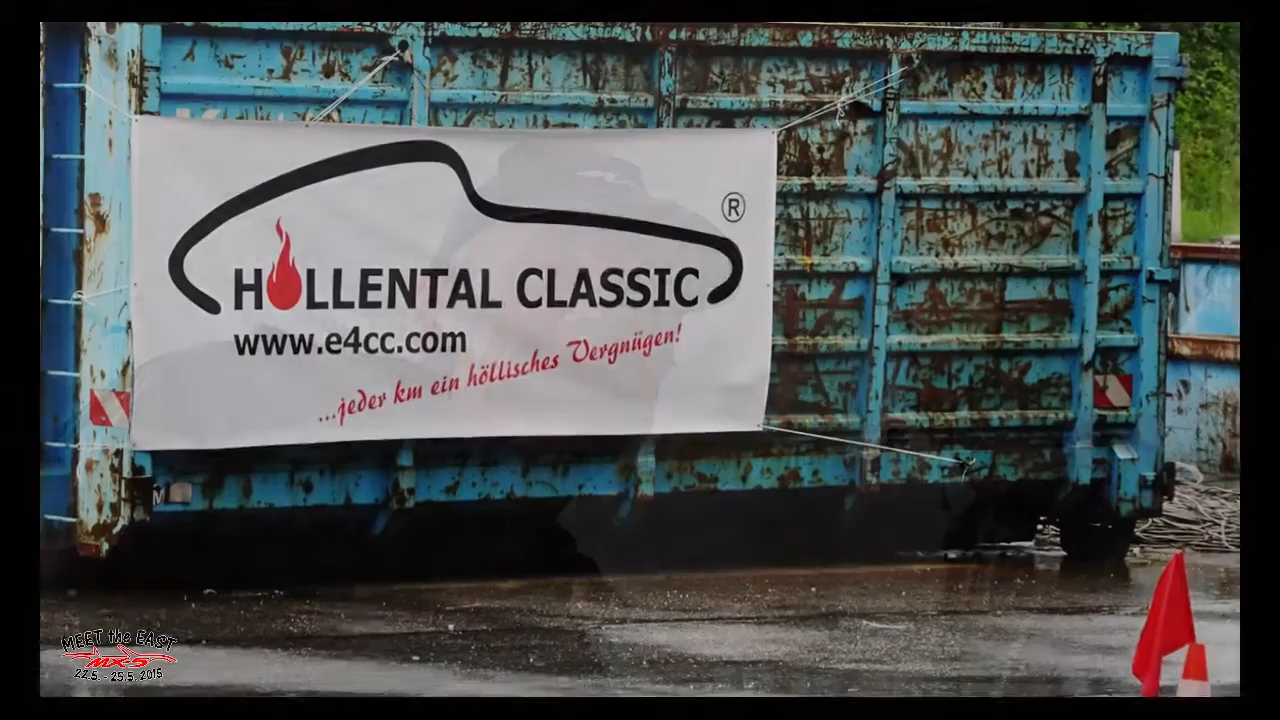 HÖLLENTAL CLASSIC ®
www.e4cc.com
...jeder km ein höllisches Vergnügen!
MEET the EAST
MX-5
22.5. - 25.5. 2015